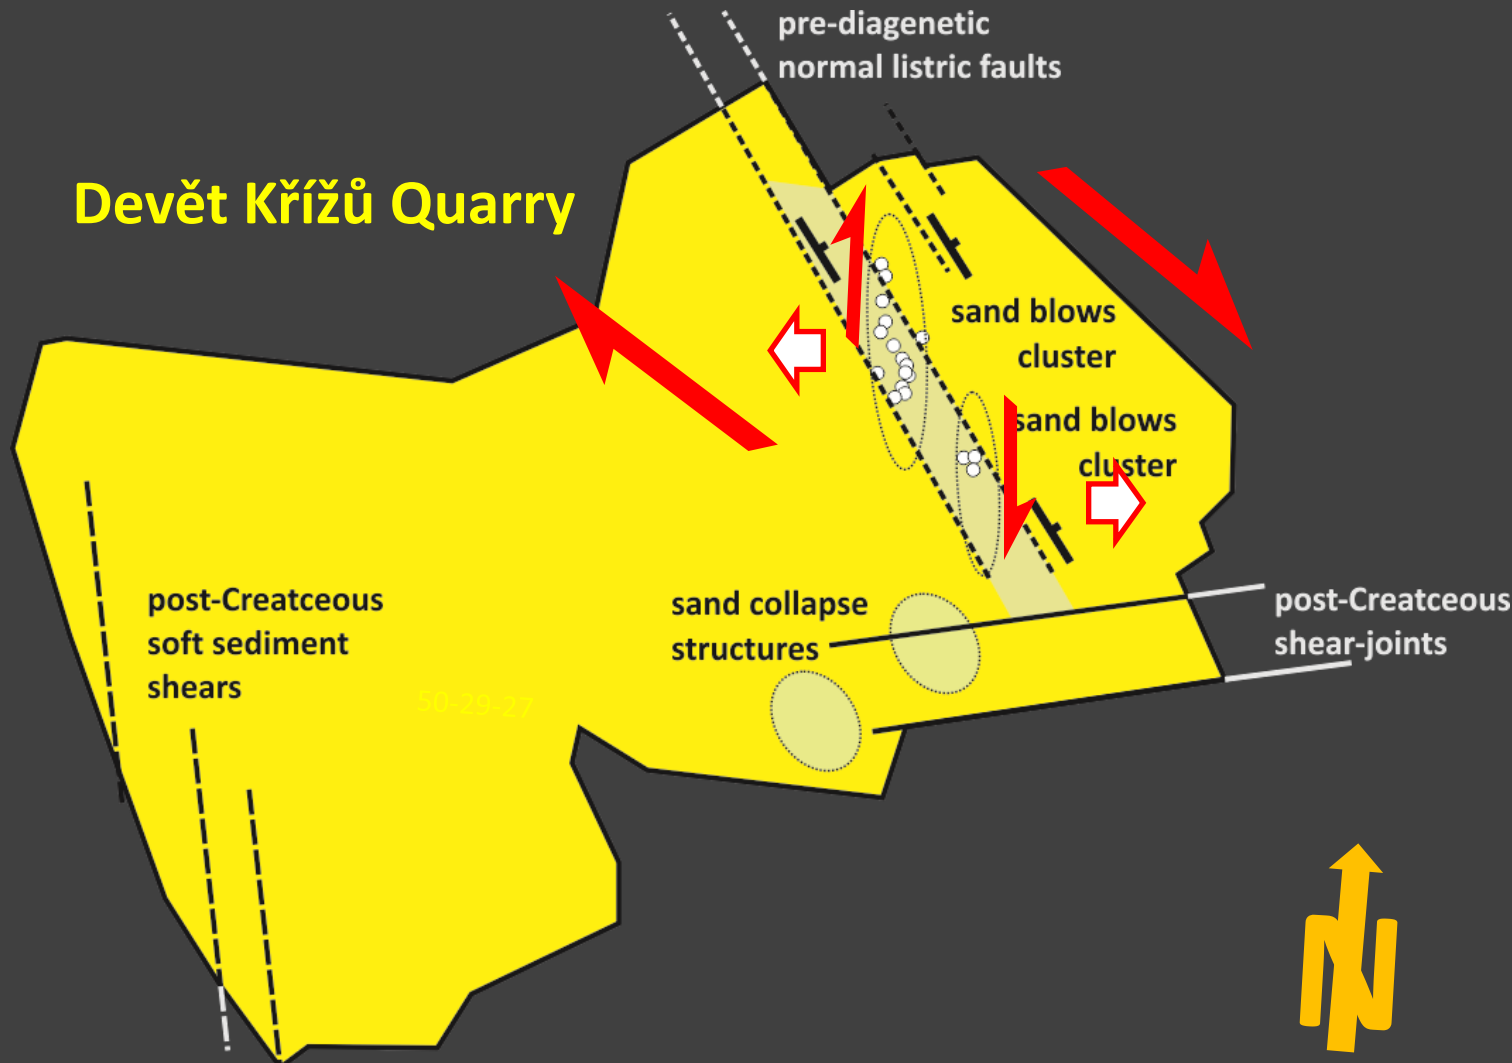 pre-diagenetic
normal listric faults
Devět Křížů Quarry
sand blows
cluster
sand blows
cluster
post-Creatceous
soft sediment
shears
sand collapse
structures
post-Creatceous
shear-joints
50-29-27
N